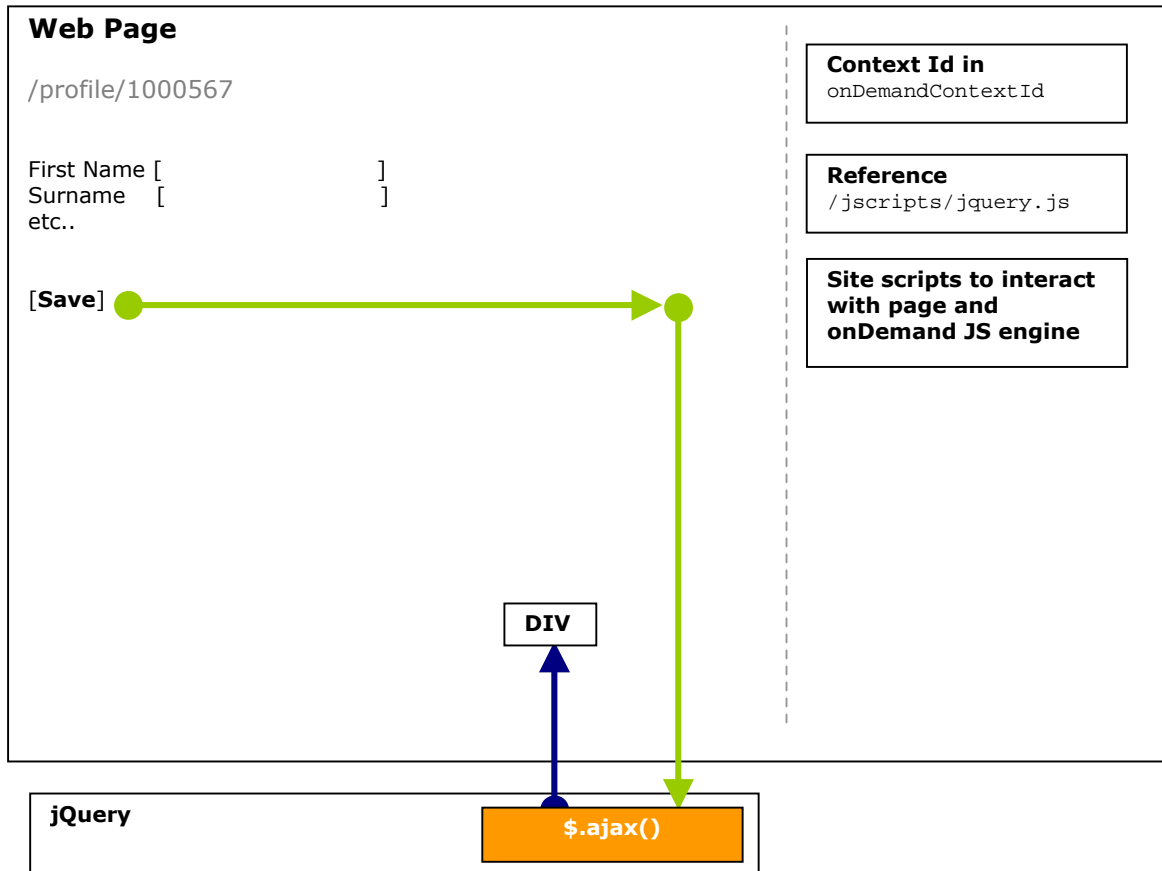 Web Page
/profile/1000567
First Name [ ]
Surname [ ]
etc..
[Save]
Context Id in
onDemandContextId
Reference
/jscripts/jquery.js
Site scripts to interact
with page and
onDemand JS engine
DIV
jQuery
$.ajax()